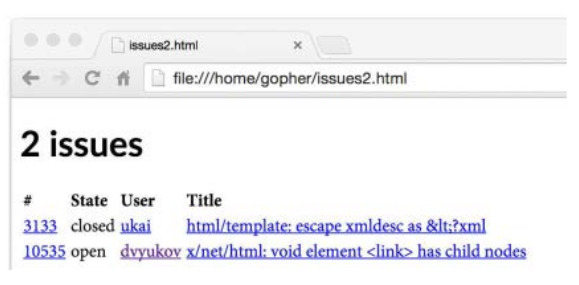 issues2.html
file:///home/gopher/issues2.html
2 issues
# State User Title
3133 closed ukai html/template: escape xmldesc as &lt;?xml
10535 open dvyukov x/net/html: void element <link> has child nodes